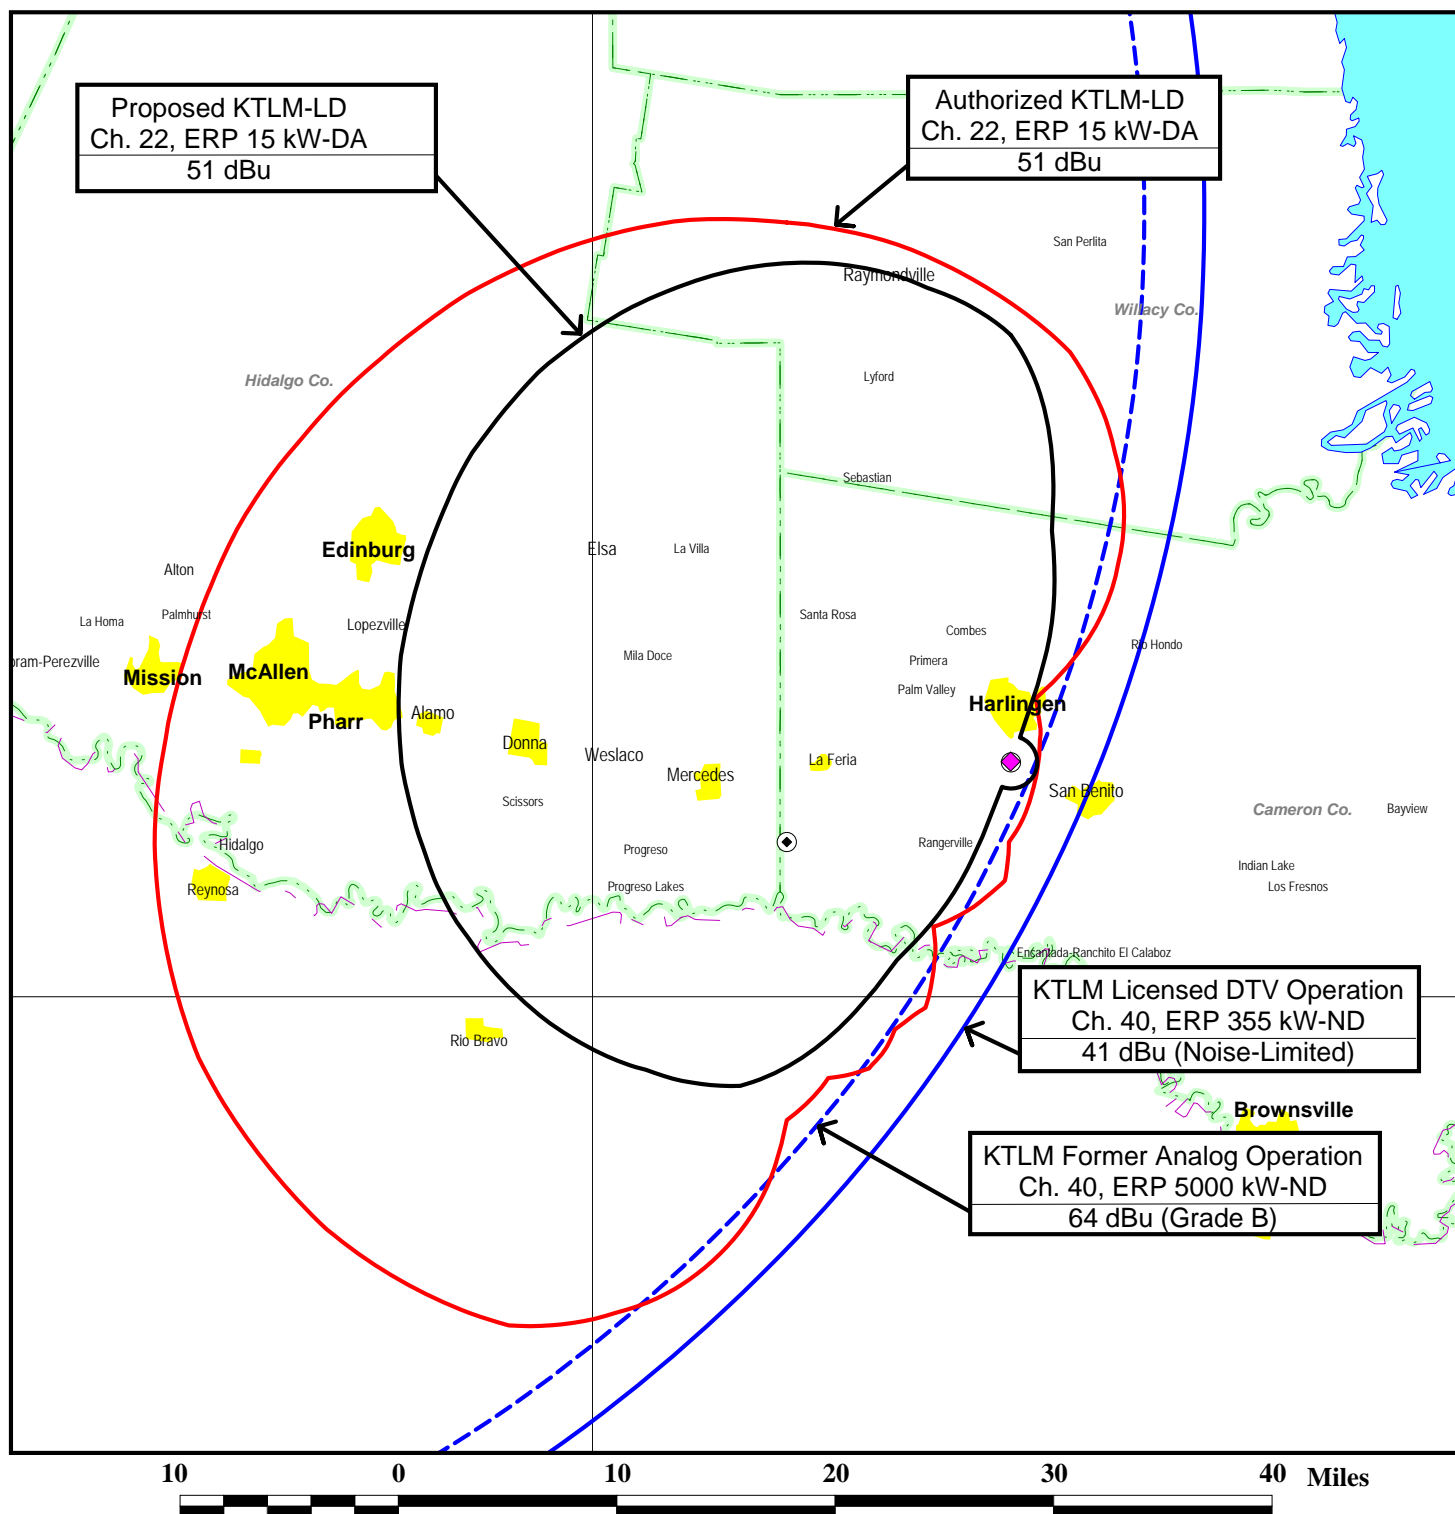 Proposed KTLM-LD
Ch. 22, ERP 15 kW-DA
51 dBu
Authorized KTLM-LD
Ch. 22, ERP 15 kW-DA
51 dBu
San Perlita
Raymondville
Willacy Co.
Hidalgo Co.
Lyford
Sebastian
Edinburg
Elsa
La Villa
Alton
Palmhurst
La Homa
Lopezville
Santa Rosa
Combes
Rio Hondo
oram-Perezville
Mission
McAllen
Mila Doce
Primera
Palm Valley
Harlingen
Pharr
Alamo
Donna
Weslaco
Mercedes
La Feria
San Benito
Scissors
Cameron Co.
Bayview
Hidalgo
Progreso
Rangerville
Indian Lake
Reynosa
Progreso Lakes
Los Fresnos
Encantada-Ranchito El Calaboz
KTLM Licensed DTV Operation
Ch. 40, ERP 355 kW-ND
41 dBu (Noise-Limited)
Rio Bravo
Brownsville
KTLM Former Analog Operation
Ch. 40, ERP 5000 kW-ND
64 dBu (Grade B)
10 0 10 20 30 40 Miles